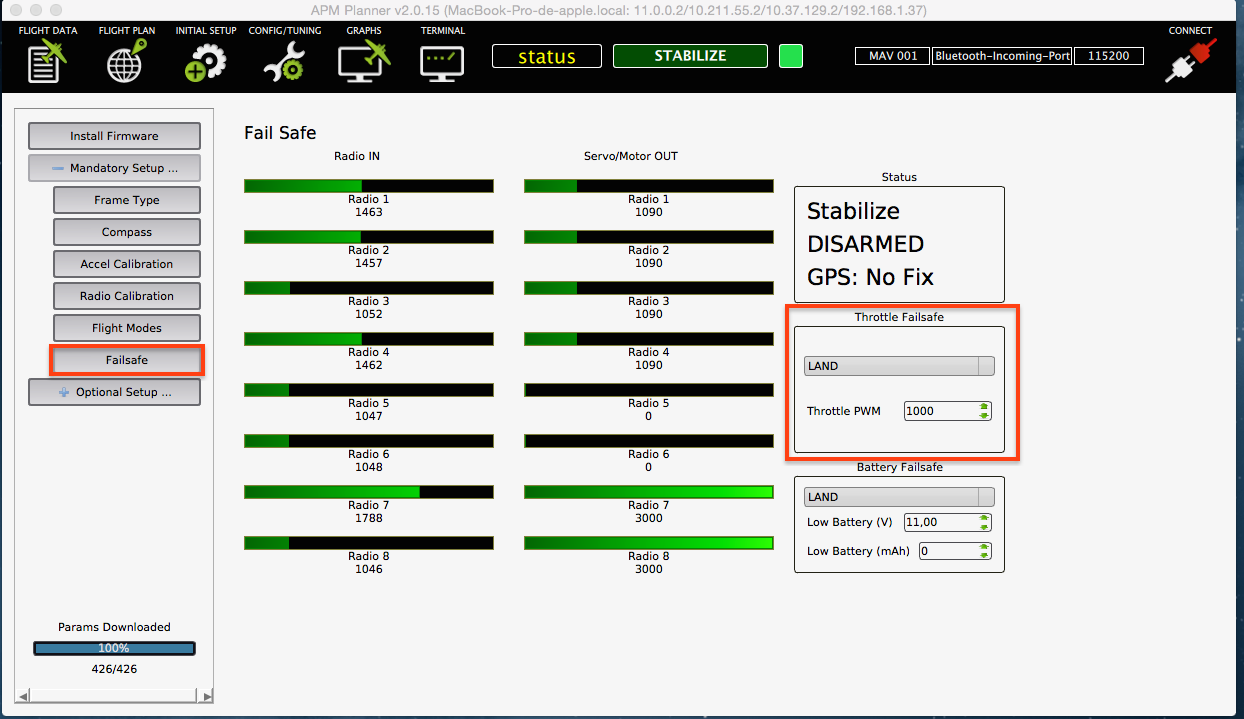 APM Planner v2.0.15 (MacBook-Pro-de-apple.local: 11.0.0.2/10.211.55.2/10.37.129.2/192.168.1.37)
FLIGHT DATA FLIGHT PLAN INITIAL SETUP CONFIG/TUNING GRAPHS TERMINAL CONNECT
status STABILIZE MAV 001 Bluetooth-Incoming-Port 115200
Install Firmware
Mandatory Setup ...
Frame Type
Compass
Accel Calibration
Radio Calibration
Flight Modes
Failsafe
Optional Setup ...
Params Downloaded
100%
426/426
Fail Safe
Radio IN
Radio 1
1463
Radio 2
1457
Radio 3
1052
Radio 4
1462
Radio 5
1047
Radio 6
1048
Radio 7
1788
Radio 8
1046
Servo/Motor OUT
Radio 1
1090
Radio 2
1090
Radio 3
1090
Radio 4
1090
Radio 5
0
Radio 6
0
Radio 7
3000
Radio 8
3000
Status
Stabilize
DISARMED
GPS: No Fix
Throttle Failsafe
LAND
Throttle PWM 1000
Battery Failsafe
LAND
Low Battery (V) 11,00
Low Battery (mAh) 0